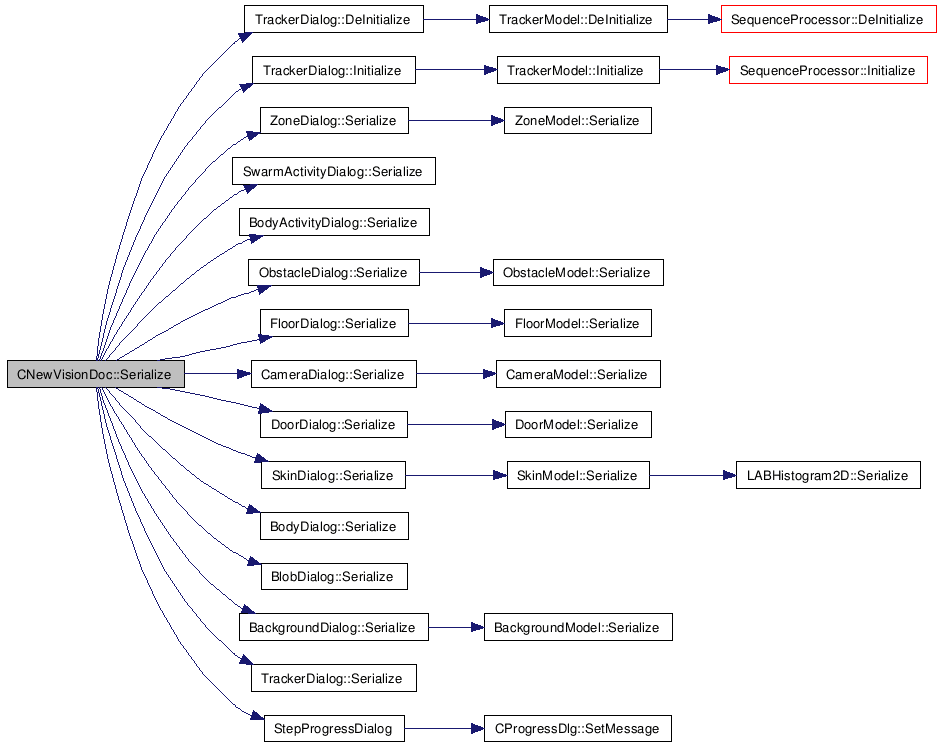 TrackerDialog::DeInitialize
TrackerModel::DeInitialize
SequenceProcessor::DeInitialize
TrackerDialog::Initialize
TrackerModel::Initialize
SequenceProcessor::Initialize
ZoneDialog::Serialize
ZoneModel::Serialize
SwarmActivityDialog::Serialize
BodyActivityDialog::Serialize
ObstacleDialog::Serialize
ObstacleModel::Serialize
FloorDialog::Serialize
FloorModel::Serialize
CNewVisionDoc::Serialize
CameraDialog::Serialize
CameraModel::Serialize
DoorDialog::Serialize
DoorModel::Serialize
SkinDialog::Serialize
SkinModel::Serialize
LABHistogram2D::Serialize
BodyDialog::Serialize
BlobDialog::Serialize
BackgroundDialog::Serialize
BackgroundModel::Serialize
TrackerDialog::Serialize
StepProgressDialog
CProgressDlg::SetMessage